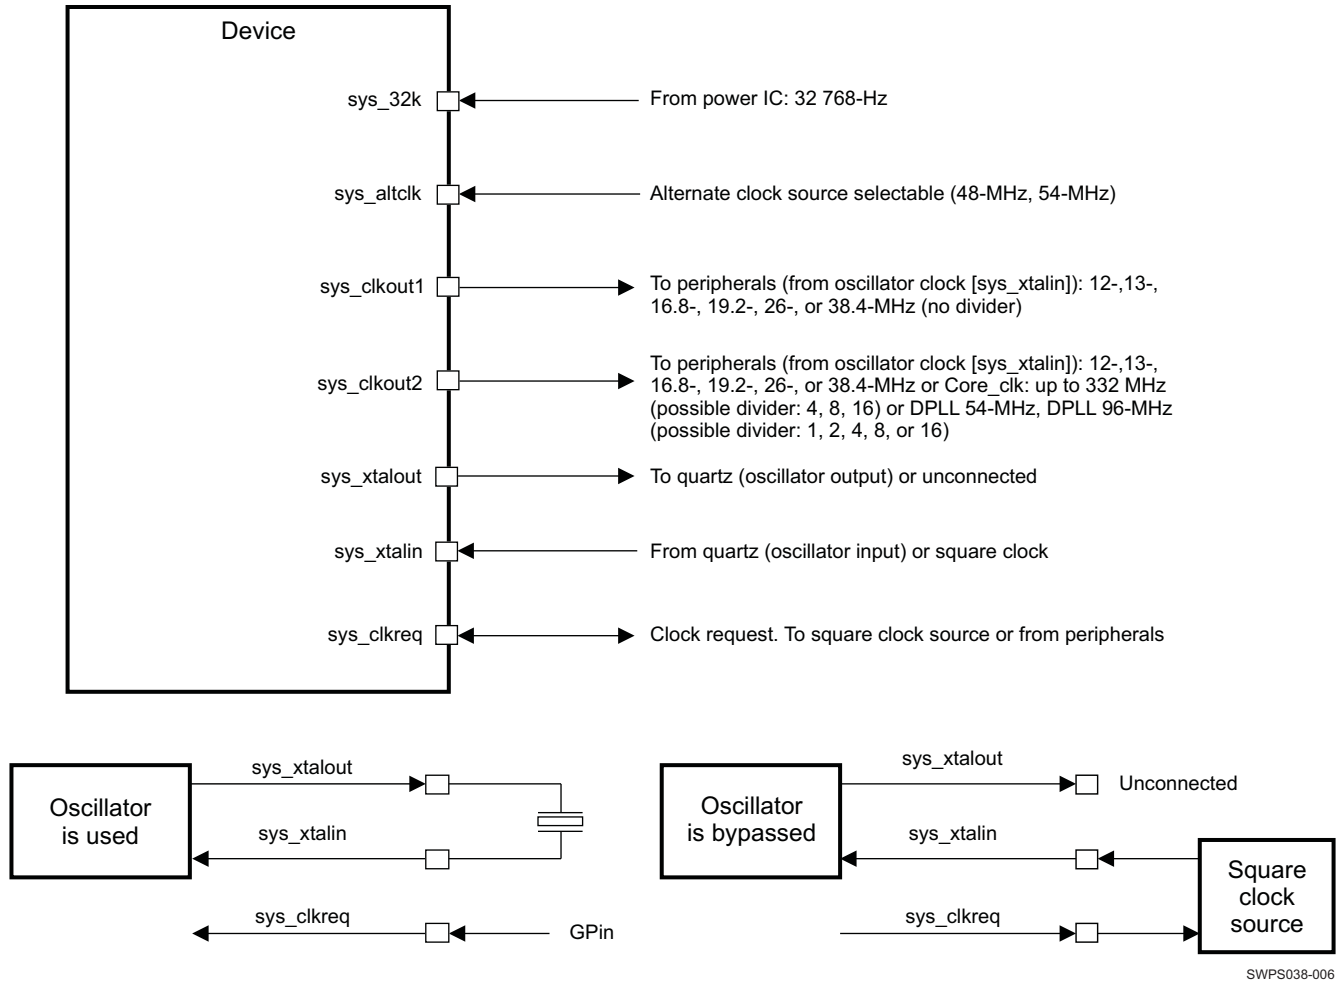 Device
sys_32k
From power IC: 32 768-Hz
sys_altclk
Alternate clock source selectable (48-MHz, 54-MHz)
sys_clkout1
To peripherals (from oscillator clock [sys_xtalin]): 12-,13-,
16.8-, 19.2-, 26-, or 38.4-MHz (no divider)
sys_clkout2
To peripherals (from oscillator clock [sys_xtalin]): 12-,13-,
16.8-, 19.2-, 26-, or 38.4-MHz or Core_clk: up to 332 MHz
(possible divider: 4, 8, 16) or DPLL 54-MHz, DPLL 96-MHz
(possible divider: 1, 2, 4, 8, or 16)
sys_xtalout
To quartz (oscillator output) or unconnected
sys_xtalin
From quartz (oscillator input) or square clock
sys_clkreq
Clock request. To square clock source or from peripherals
Oscillator
is used
sys_xtalout
sys_xtalin
sys_clkreq
GPin
Oscillator
is bypassed
sys_xtalout
Unconnected
sys_xtalin
sys_clkreq
Square
clock
source
SWPS038-006